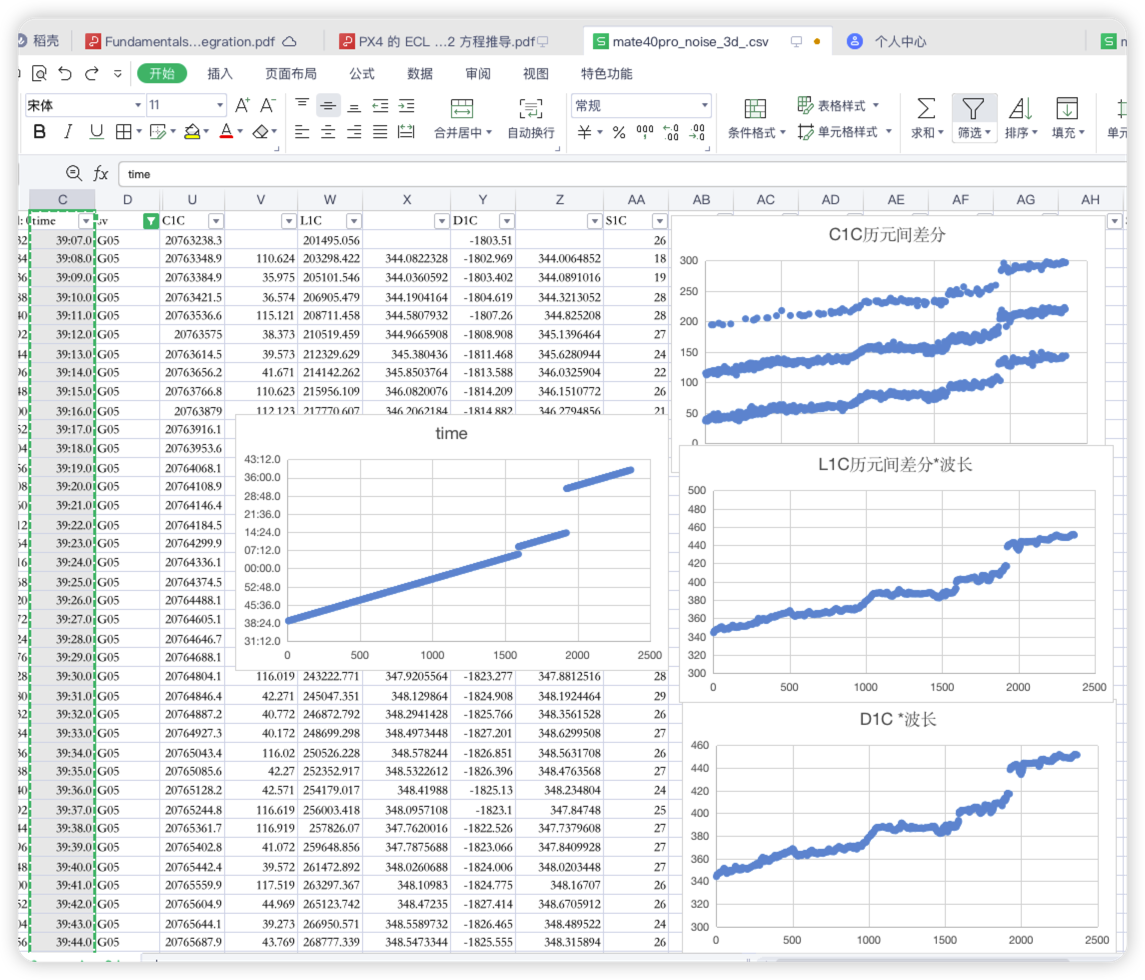 稻壳 Fundamentals...egration.pdf PX4 的 ECL ...2 方程推导.pdf mate40pro_noise_3d_.csv 个人中心
开始 插入 页面布局 公式 数据 审阅 视图 特色功能
宋体 11 A+ A- 合并居中 自动换行 常规 条件格式 表格样式 求和 筛选 排序 填充
B I U A ¥ % 000 单元格样式
fx time
C D U V W X Y Z AA AB AC AD AE AF AG AH
time sv C1C L1C D1C S1C
39:07.0 G05 20763238.3 201495.056 -1803.51 26
39:08.0 G05 20763348.9 110.624 203298.422 344.0822328 -1802.969 344.0064852 18
39:09.0 G05 20763384.9 35.975 205101.546 344.0360592 -1803.402 344.0891016 19
39:10.0 G05 20763421.5 36.574 206905.479 344.1904164 -1804.619 344.3213052 28
39:11.0 G05 20763536.6 115.121 208711.458 344.5807932 -1807.26 344.825208 28
39:12.0 G05 20763575 38.373 210519.459 344.9665908 -1808.908 345.1396464 27
39:13.0 G05 20763614.5 39.573 212329.629 345.380436 -1811.468 345.6280944 24
39:14.0 G05 20763656.2 41.671 214142.262 345.8503764 -1813.588 346.0325904 22
39:15.0 G05 20763766.8 110.623 215956.109 346.0820076 -1814.209 346.1510772 26
39:16.0 G05 20763879 112.123 217770.607 346.2062184 -1814.882 346.2794856 21
39:17.0 G05 20763916.1
39:18.0 G05 20763953.6
39:19.0 G05 20764068.1
39:20.0 G05 20764108.9
39:21.0 G05 20764146.4
39:22.0 G05 20764184.5
39:23.0 G05 20764299.9
39:24.0 G05 20764336.1
39:25.0 G05 20764374.5
39:26.0 G05 20764488.1
39:27.0 G05 20764605.1
39:28.0 G05 20764646.7
39:29.0 G05 20764688.1
39:30.0 G05 20764804.1 116.019 243222.771 347.9205564 -1823.277 347.8812516 28
39:31.0 G05 20764846.4 42.271 245047.351 348.129864 -1824.908 348.1924464 29
39:32.0 G05 20764887.2 40.772 246872.792 348.2941428 -1825.766 348.3561528 26
39:33.0 G05 20764927.3 40.172 248699.298 348.4973448 -1827.201 348.6299508 27
39:34.0 G05 20765043.4 116.02 250526.228 348.578244 -1826.851 348.5631708 26
39:35.0 G05 20765085.6 42.27 252352.917 348.5322612 -1826.396 348.4763568 27
39:36.0 G05 20765128.2 42.571 254179.017 348.41988 -1825.13 348.234804 24
39:37.0 G05 20765244.8 116.619 256003.418 348.0957108 -1823.1 347.84748 25
39:38.0 G05 20765361.7 116.919 257826.07 347.7620016 -1822.526 347.7379608 27
39:39.0 G05 20765402.8 41.072 259648.856 347.7875688 -1823.066 347.8409928 27
39:40.0 G05 20765442.4 39.572 261472.892 348.0260688 -1824.006 348.0203448 27
39:41.0 G05 20765559.9 117.519 263297.367 348.10983 -1824.775 348.16707 26
39:42.0 G05 20765604.9 44.969 265123.742 348.47235 -1827.414 348.6705912 26
39:43.0 G05 20765644.1 39.273 266950.571 348.5589732 -1826.465 348.489522 24
39:44.0 G05 20765687.9 43.769 268777.339 348.5473344 -1825.555 348.315894 26
time
43:12.0
36:00.0
28:48.0
21:36.0
14:24.0
07:12.0
00:00.0
52:48.0
45:36.0
38:24.0
31:12.0
0 500 1000 1500 2000 2500
C1C历元间差分
300
250
200
150
100
50
0
L1C历元间差分*波长
500
480
460
440
420
400
380
360
340
320
300
0 500 1000 1500 2000 2500
D1C *波长
460
440
420
400
380
360
340
320
300
0 500 1000 1500 2000 2500